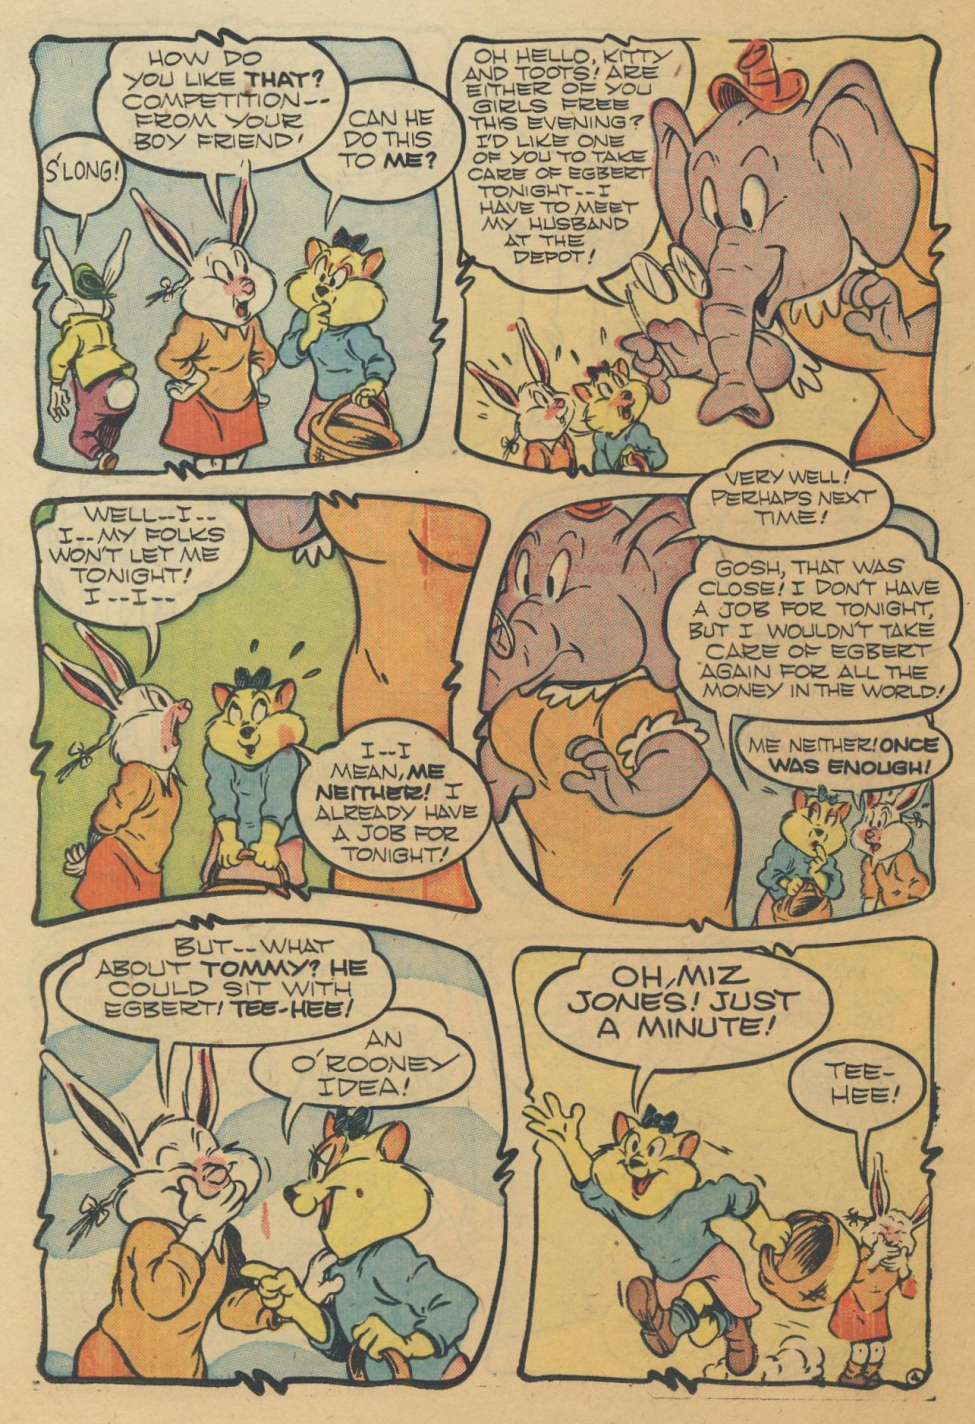 S'LONG!
HOW DO
YOU LIKE THAT?
COMPETITION--
FROM YOUR
BOY FRIEND!
CAN HE
DO THIS
TO ME?
OH HELLO, KITTY
AND TOOTS! ARE
EITHER OF YOU
GIRLS FREE
THIS EVENING?
I'D LIKE ONE
OF YOU TO TAKE
CARE OF EGBERT
TONIGHT--I
HAVE TO MEET
MY HUSBAND
AT THE
DEPOT!
WELL--I--
I--MY FOLKS
WON'T LET ME
TONIGHT!
I--I--
I--I
MEAN, ME
NEITHER! I
ALREADY HAVE
A JOB FOR
TONIGHT!
VERY WELL!
PERHAPS NEXT
TIME!
GOSH, THAT WAS
CLOSE! I DON'T HAVE
A JOB FOR TONIGHT,
BUT I WOULDN'T TAKE
CARE OF EGBERT
AGAIN FOR ALL THE
MONEY IN THE WORLD!
ME NEITHER! ONCE
WAS ENOUGH!
BUT--WHAT
ABOUT TOMMY? HE
COULD SIT WITH
EGBERT! TEE-HEE!
AN
O'ROONEY
IDEA!
OH, MIZ
JONES! JUST
A MINUTE!
TEE-
HEE!
4